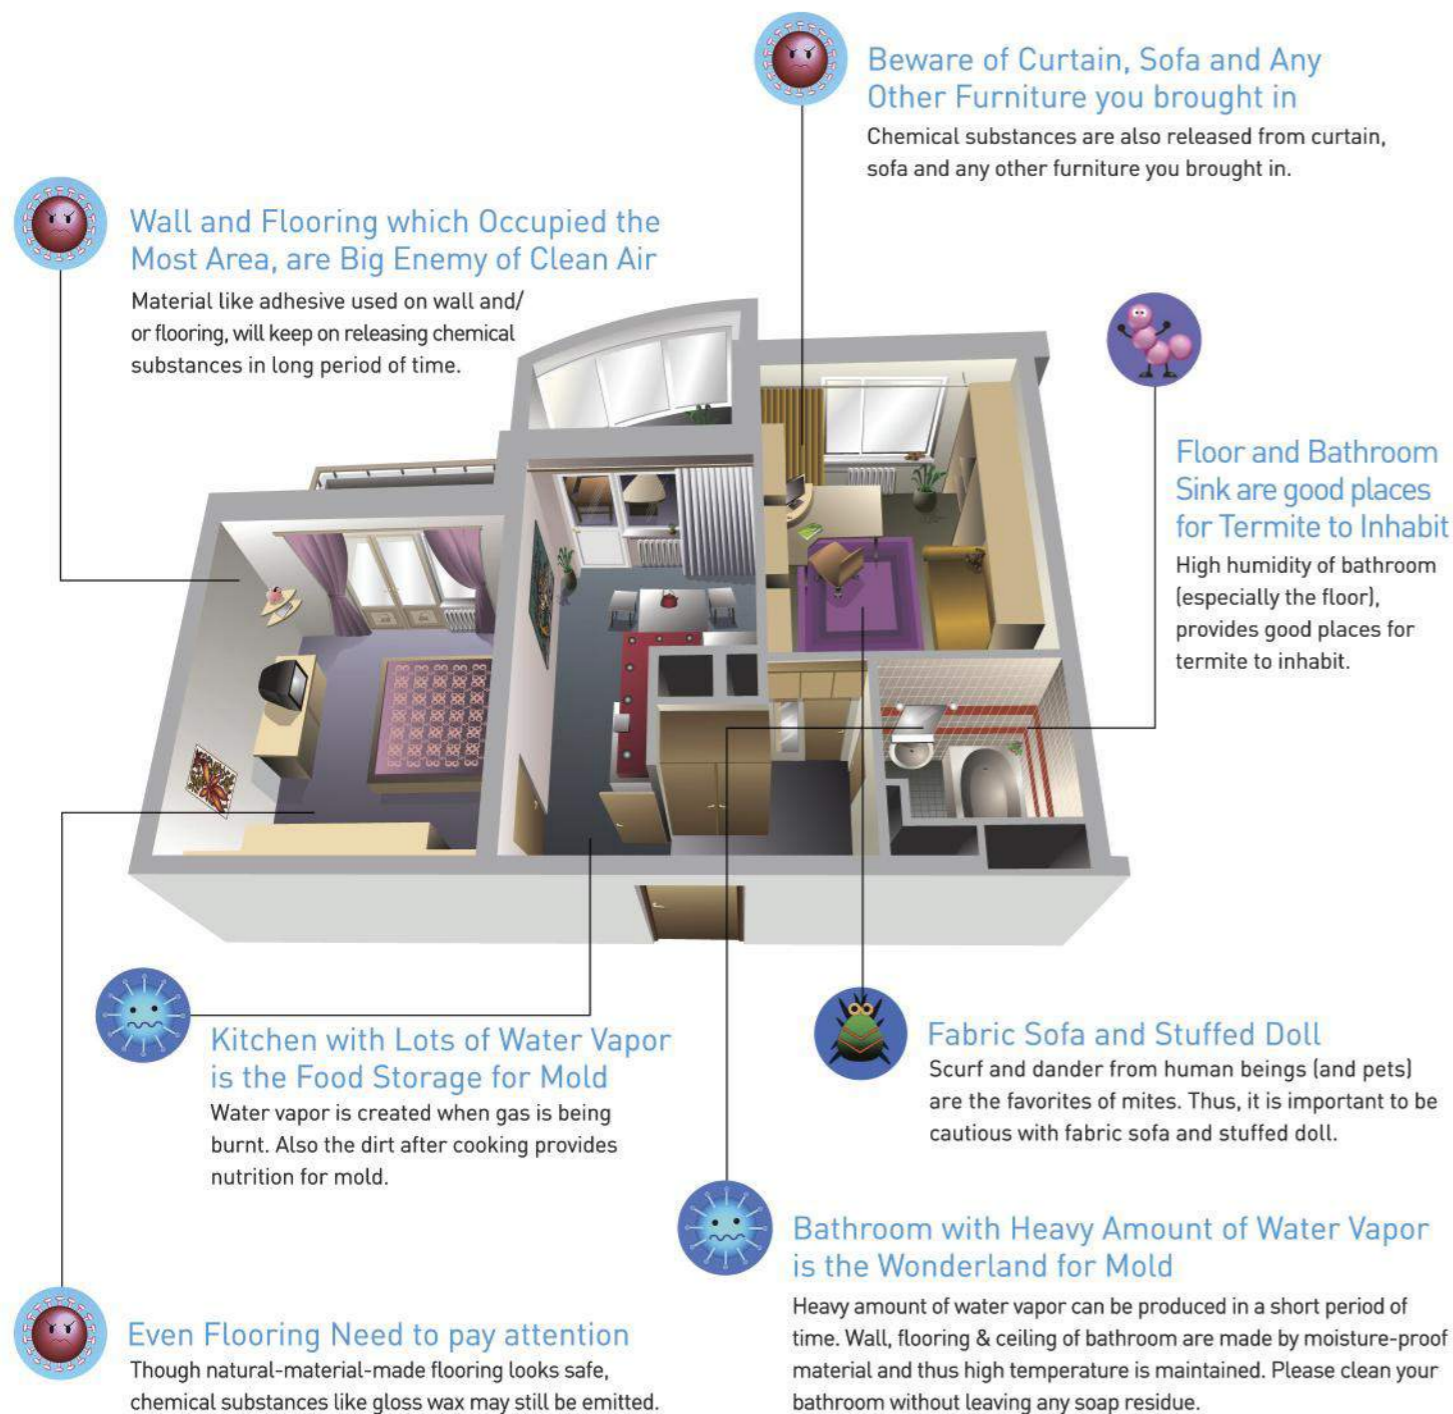 Beware of Curtain, Sofa and Any
Other Furniture you brought in
Chemical substances are also released from curtain,
sofa and any other furniture you brought in.
Wall and Flooring which Occupied the
Most Area, are Big Enemy of Clean Air
Material like adhesive used on wall and/
or flooring, will keep on releasing chemical
substances in long period of time.
Floor and Bathroom
Sink are good places
for Termite to Inhabit
High humidity of bathroom
(especially the floor),
provides good places for
termite to inhabit.
Kitchen with Lots of Water Vapor
is the Food Storage for Mold
Water vapor is created when gas is being
burnt. Also the dirt after cooking provides
nutrition for mold.
Fabric Sofa and Stuffed Doll
Scurf and dander from human beings (and pets)
are the favorites of mites. Thus, it is important to be
cautious with fabric sofa and stuffed doll.
Bathroom with Heavy Amount of Water Vapor
is the Wonderland for Mold
Heavy amount of water vapor can be produced in a short period of
time. Wall, flooring & ceiling of bathroom are made by moisture-proof
material and thus high temperature is maintained. Please clean your
bathroom without leaving any soap residue.
Even Flooring Need to pay attention
Though natural-material-made flooring looks safe,
chemical substances like gloss wax may still be emitted.